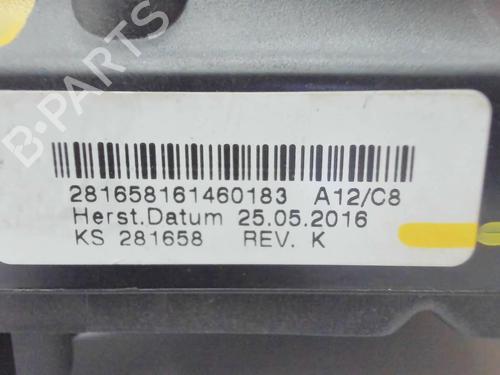 B-PARTS
281658161460183 A12/C8
Herst.Datum 25.05.2016
KS 281658 REV. K